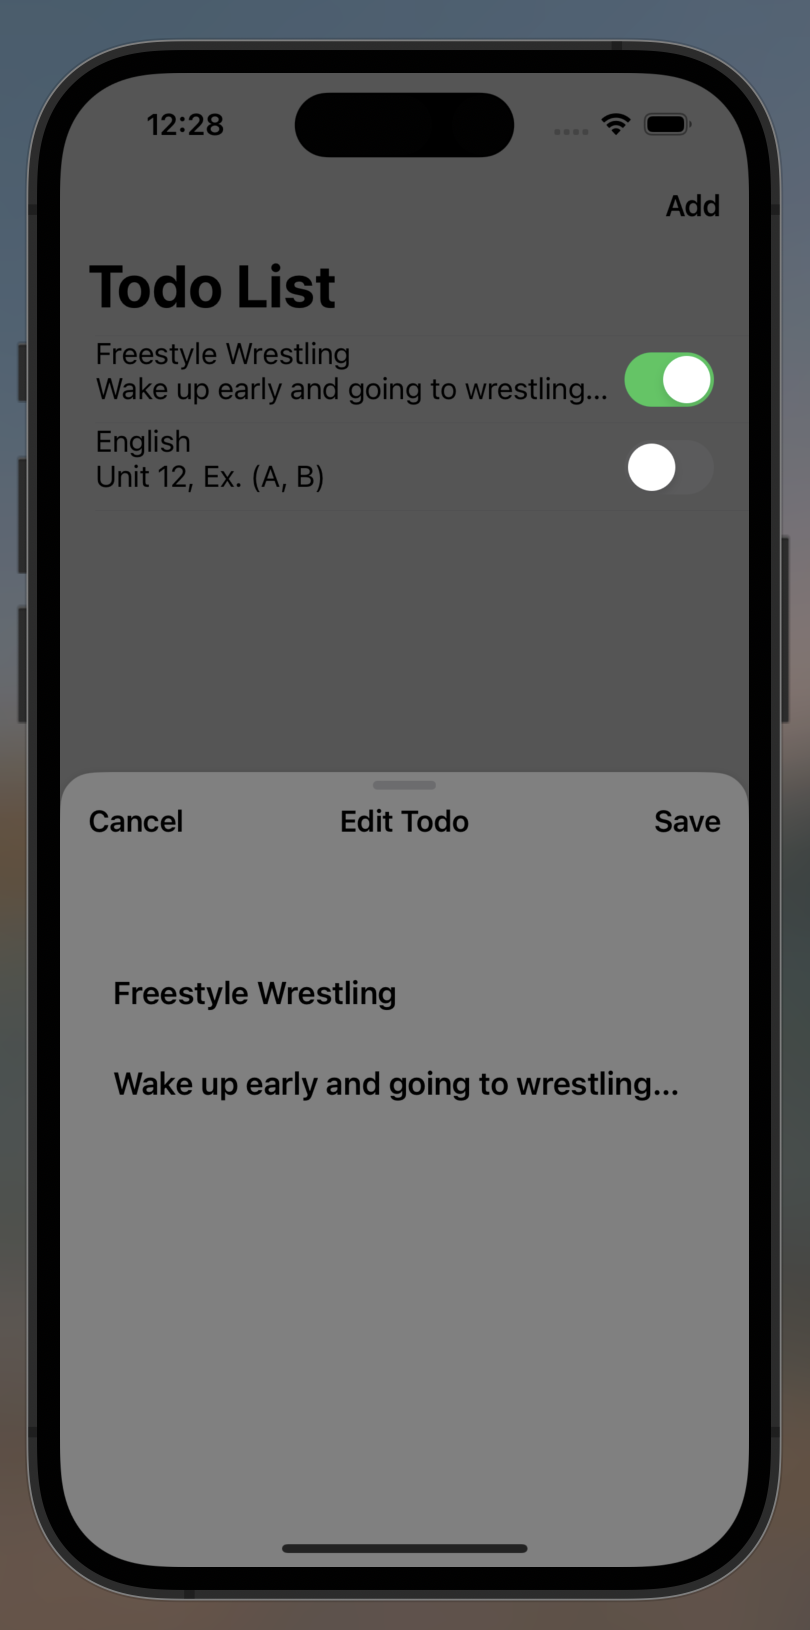 12:28
Add
Todo List
Freestyle Wrestling
Wake up early and going to wrestling...
English
Unit 12, Ex. (A, B)
Cancel Edit Todo Save
Freestyle Wrestling
Wake up early and going to wrestling...